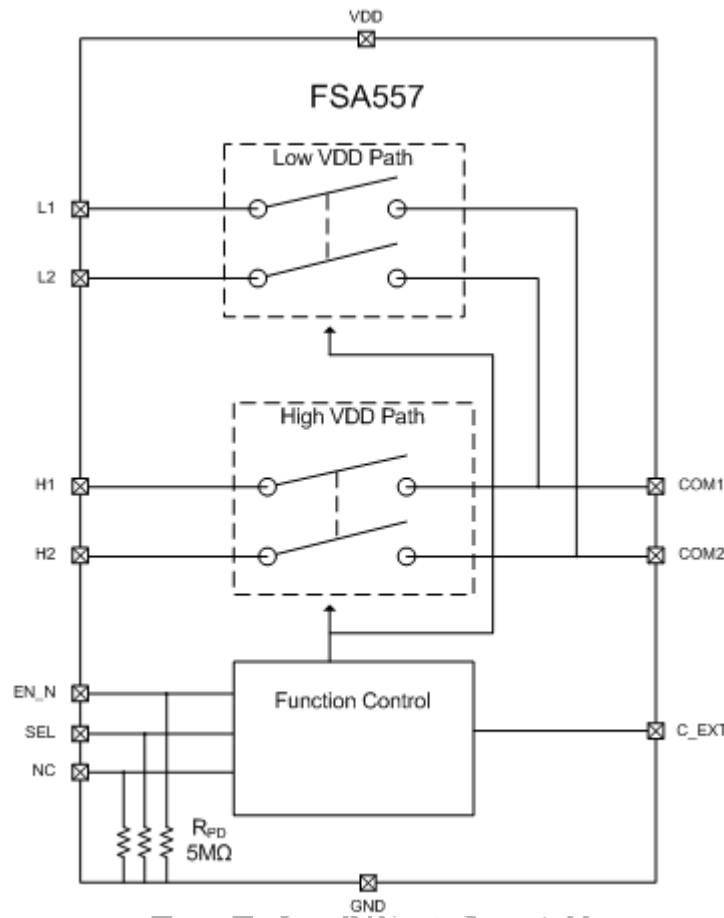 VDD
FSA557
Low VDD Path
L1
L2
High VDD Path
H1
COM1
H2
COM2
EN_N
Function Control
SEL
C_EXT
NC
RPD
5MΩ
GND